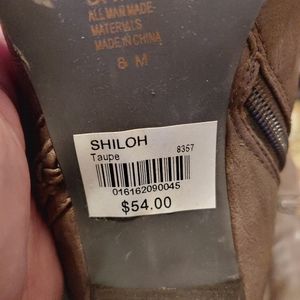 ALL MAN MADE
MATERIALS
MADE IN CHINA
8 M
SHILOH
Taupe 8357
016162090045
$54.00